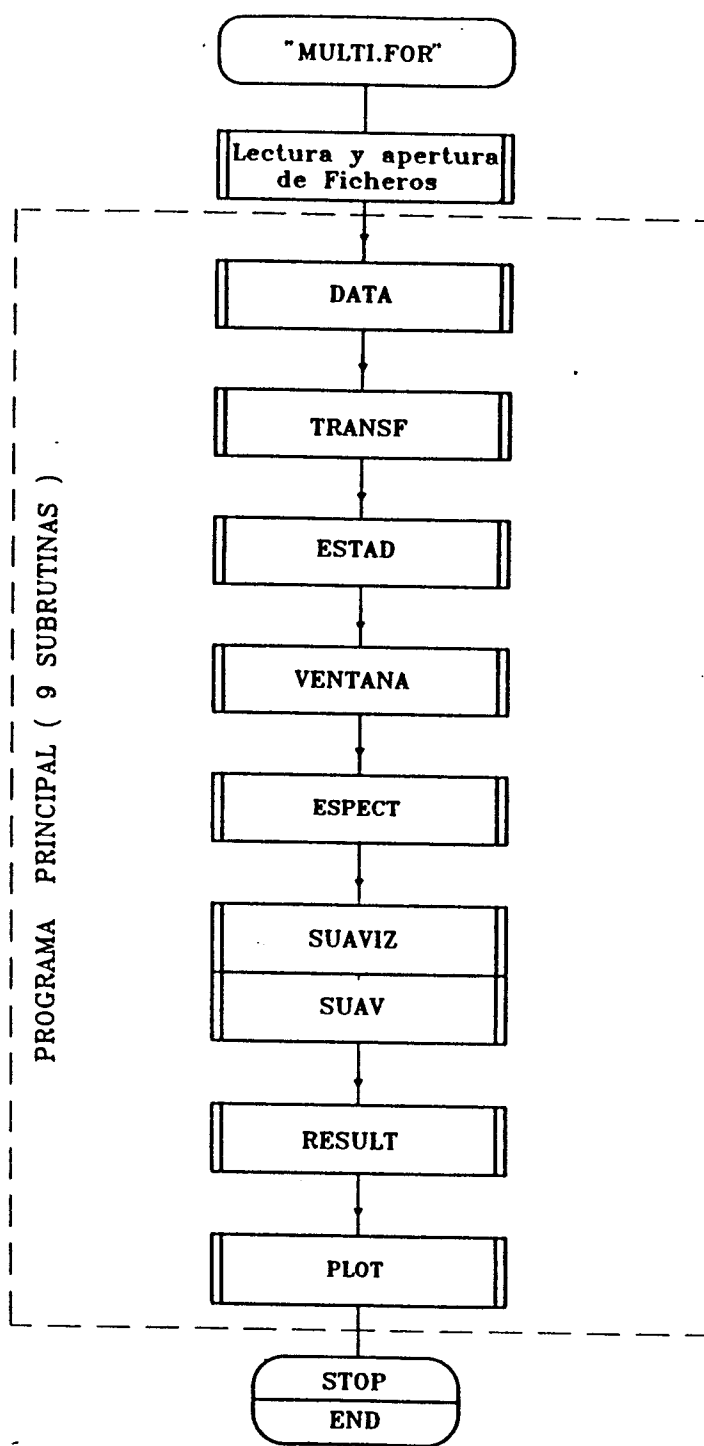 "MULTI.FOR"
Lectura y apertura
de Ficheros
PROGRAMA PRINCIPAL ( 9 SUBRUTINAS )
DATA
TRANSF
ESTAD
VENTANA
ESPECT
SUAVIZ
SUAV
RESULT
PLOT
STOP
END